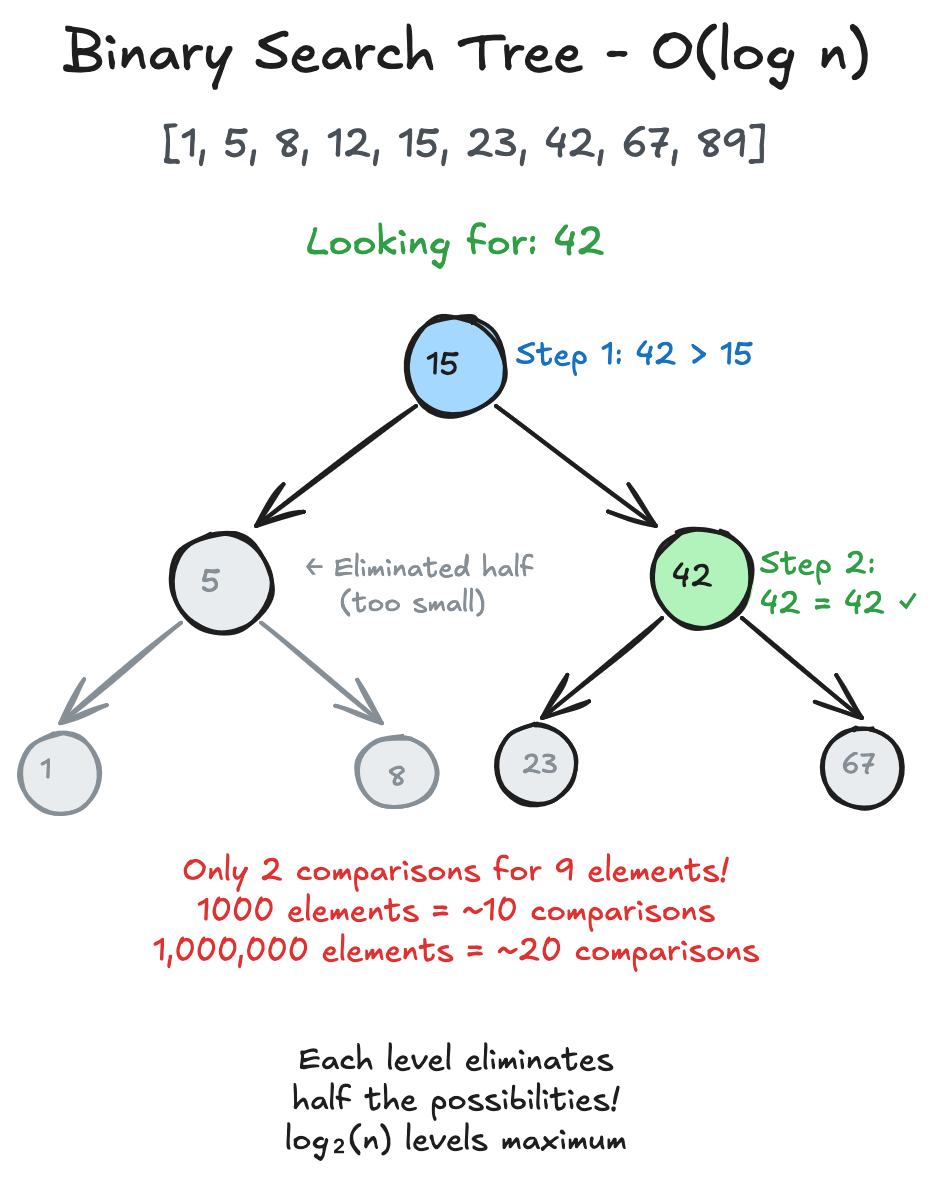 Binary Search Tree - O(log n)
[1, 5, 8, 12, 15, 23, 42, 67, 89]
Looking for: 42
15
Step 1: 42 > 15
5
← Eliminated half
(too small)
42
Step 2:
42 = 42 ✓
1
8
23
67
Only 2 comparisons for 9 elements!
1000 elements = ~10 comparisons
1,000,000 elements = ~20 comparisons
Each level eliminates
half the possibilities!
log₂(n) levels maximum